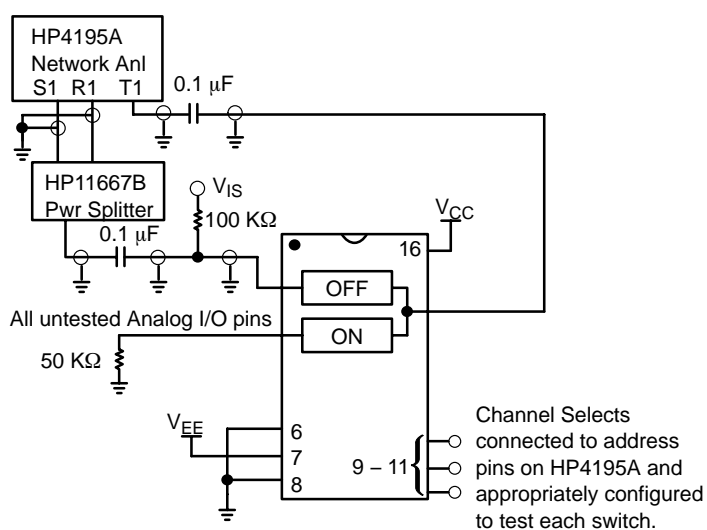 HP4195A
Network Anl
S1 R1 T1
0.1 μF
HP11667B
Pwr Splitter
V_IS
100 KΩ
0.1 μF
V_CC
16
OFF
All untested Analog I/O pins
ON
50 KΩ
V_EE
6
7
8
9 – 11
Channel Selects
connected to address
pins on HP4195A and
appropriately configured
to test each switch.